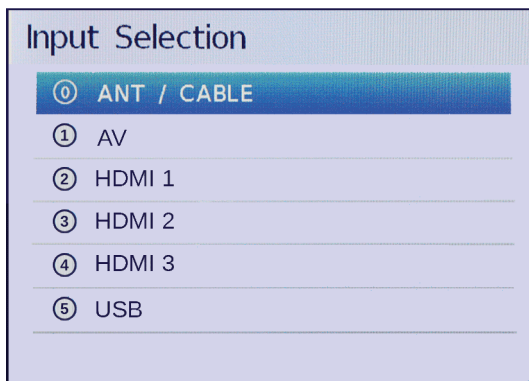 Input Selection
⓪ ANT / CABLE
① AV
② HDMI 1
③ HDMI 2
④ HDMI 3
⑤ USB